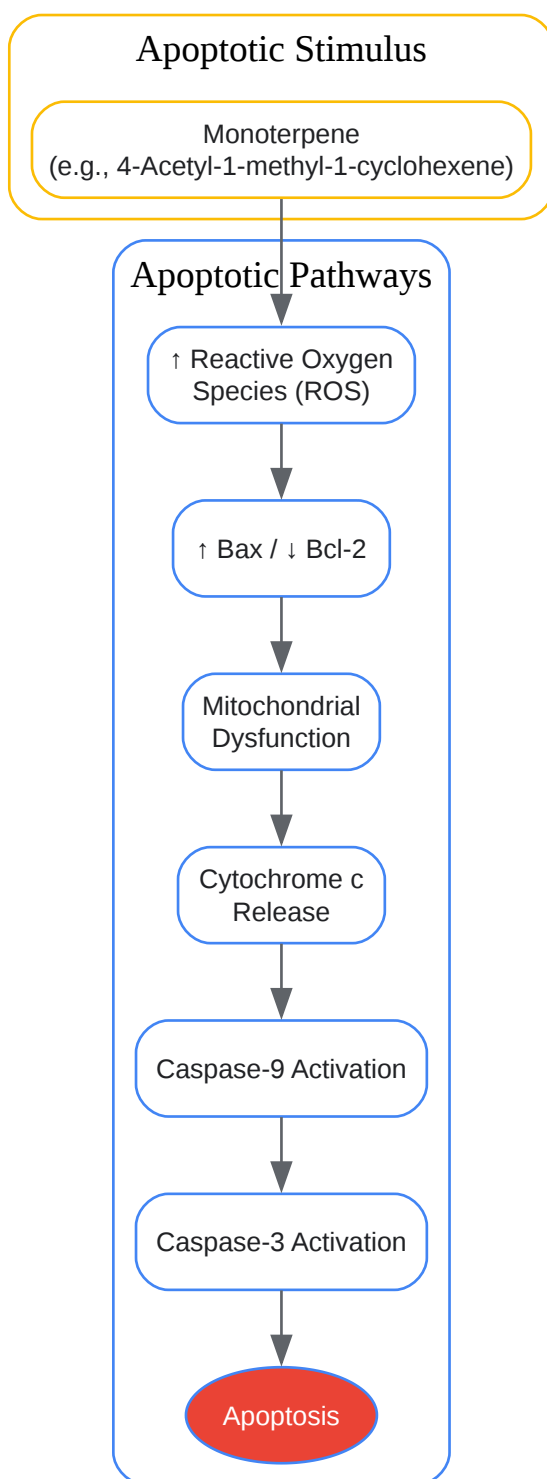 Apoptotic Stimulus
Monoterpene
(e.g., 4-Acetyl-1-methyl-1-cyclohexene)
Apoptotic Pathways
↑ Reactive Oxygen
Species (ROS)
↑ Bax / ↓ Bcl-2
Mitochondrial
Dysfunction
Cytochrome c
Release
Caspase-9 Activation
Caspase-3 Activation
Apoptosis